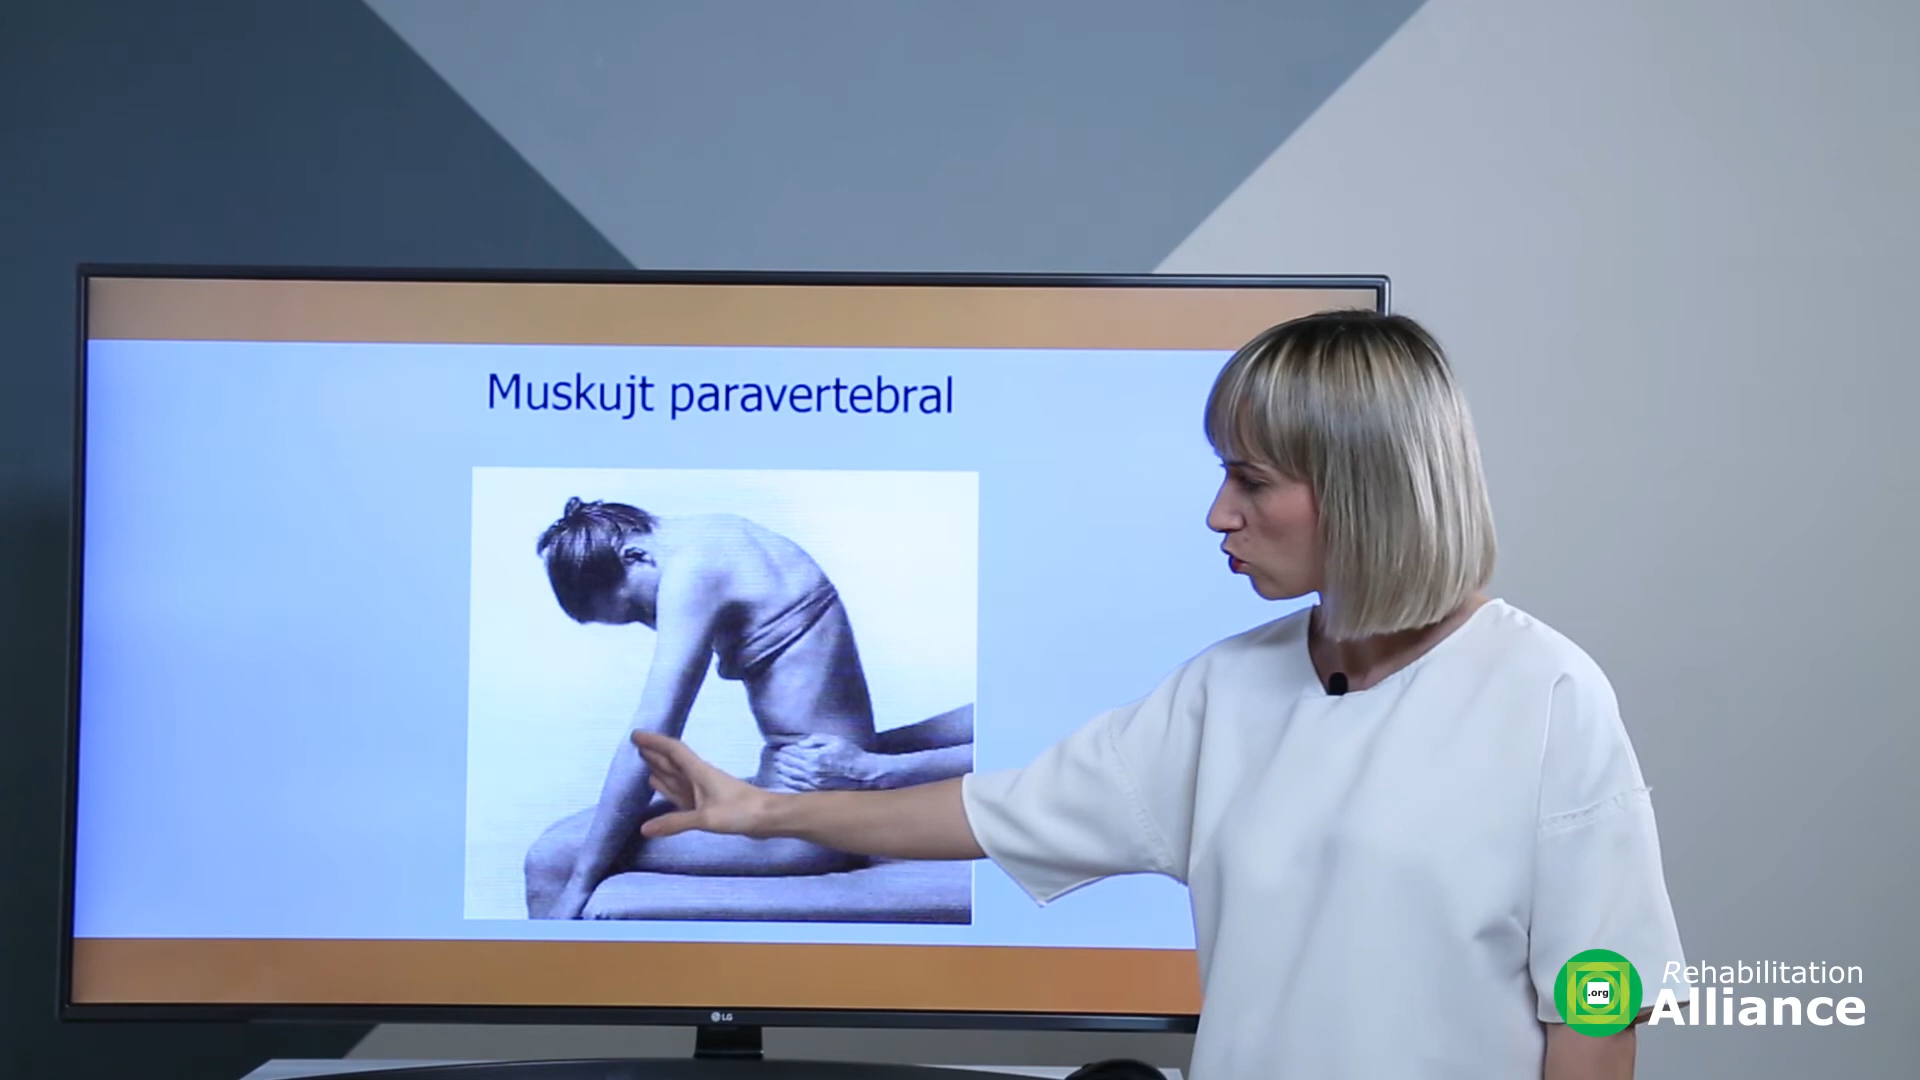 Muskujt paravertebral
LG
.org
Rehabilitation
Alliance